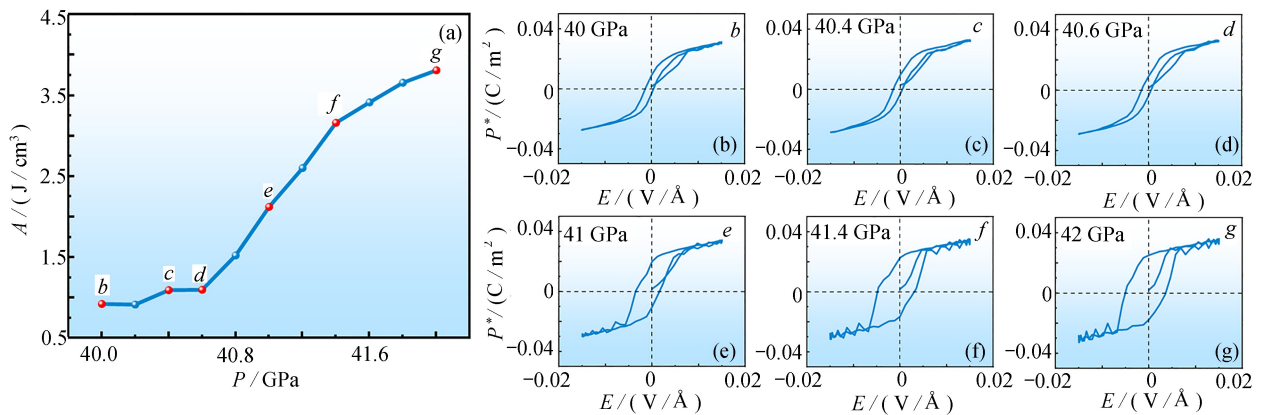 (a)
4.5
3.5
2.5
1.5
0.5
A / ( J / cm³ )
40.0
40.8
41.6
P / GPa
b
c
d
e
f
g
40 GPa
b
0.04
0
−0.04
P* / (C / m²)
(b)
−0.02
0
0.02
E / ( V / Å )
40.4 GPa
c
0.04
0
−0.04
(c)
−0.02
0
0.02
E / ( V / Å )
40.6 GPa
d
0.04
0
−0.04
(d)
−0.02
0
0.02
E / ( V / Å )
41 GPa
e
0.04
0
−0.04
P* / (C / m²)
(e)
−0.02
0
0.02
E / ( V / Å )
41.4 GPa
f
0.04
0
−0.04
(f)
−0.02
0
0.02
E / ( V / Å )
42 GPa
g
0.04
0
−0.04
(g)
−0.02
0
0.02
E / ( V / Å )